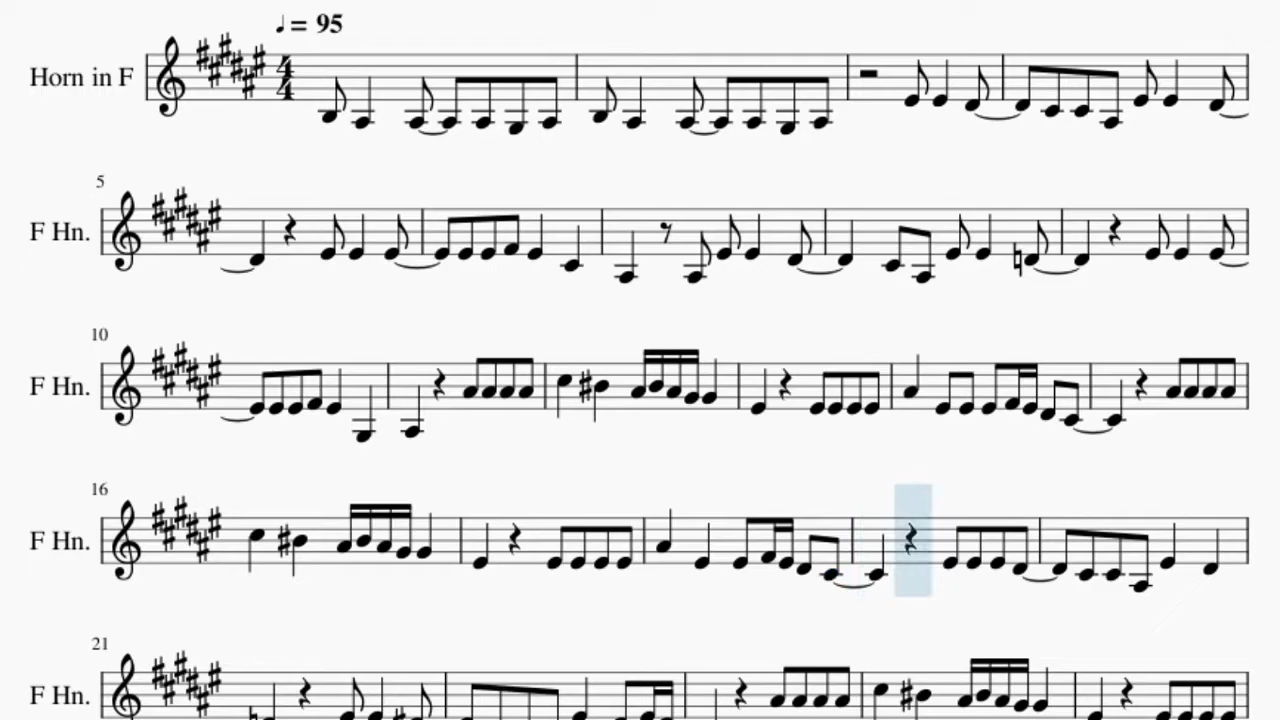 ♩ = 95
Horn in F
4
4
5
F Hn.
10
F Hn.
16
F Hn.
21
F Hn.